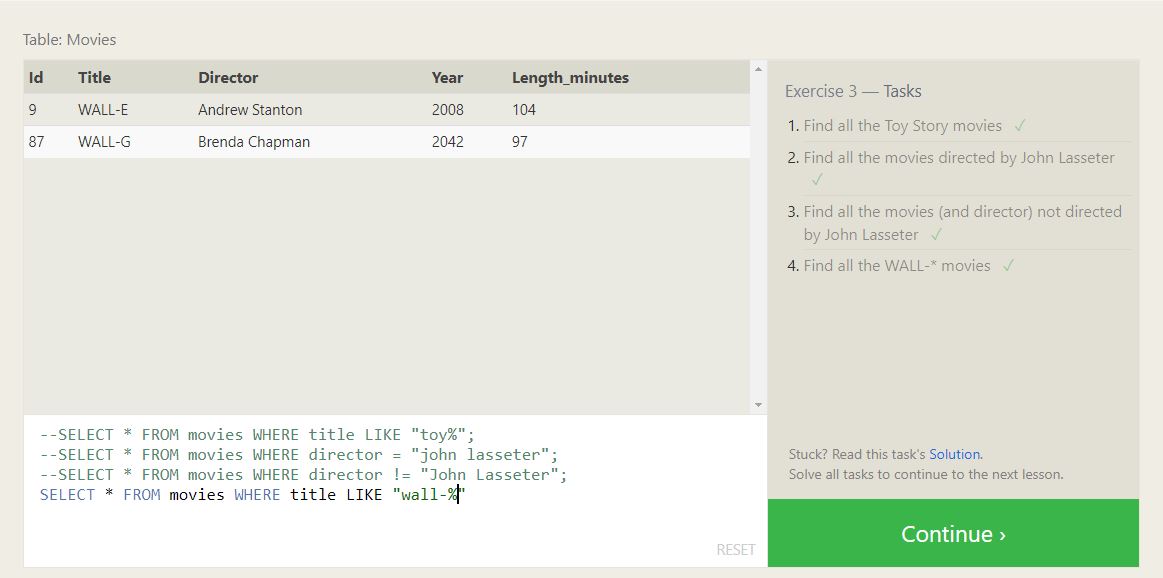 Table: Movies
Id Title Director Year Length_minutes
9 WALL-E Andrew Stanton 2008 104
87 WALL-G Brenda Chapman 2042 97
Exercise 3 — Tasks
1. Find all the Toy Story movies ✓
2. Find all the movies directed by John Lasseter
✓
3. Find all the movies (and director) not directed
by John Lasseter ✓
4. Find all the WALL-* movies ✓
--SELECT * FROM movies WHERE title LIKE "toy%";
--SELECT * FROM movies WHERE director = "john lasseter";
--SELECT * FROM movies WHERE director != "John Lasseter";
SELECT * FROM movies WHERE title LIKE "wall-%"
RESET
Stuck? Read this task's Solution.
Solve all tasks to continue to the next lesson.
Continue ›